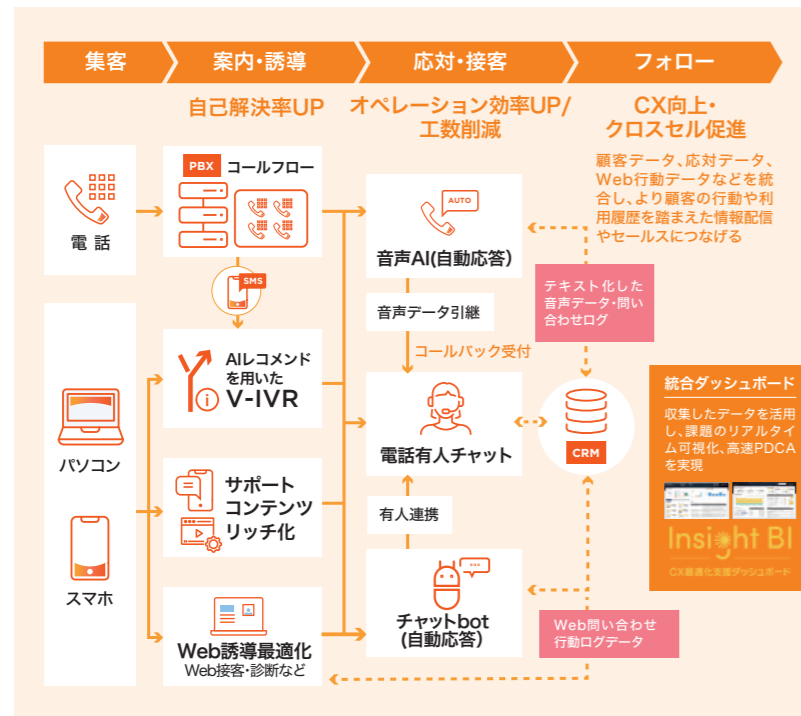 集客
案内・誘導
応対・接客
フォロー
自己解決率UP
オペレーション効率UP/
工数削減
CX向上・
クロスセル促進
顧客データ、応対データ、
Web行動データなどを統
合し、より顧客の行動や利
用履歴を踏まえた情報配信
やセールスにつなげる
電話
PBX
コールフロー
SMS
AUTO
音声AI(自動応答)
音声データ引継
コールバック受付
テキスト化した
音声データ・問い
合わせログ
パソコン
スマホ
AIレコメンド
を用いた
V-IVR
サポート
コンテンツ
リッチ化
Web誘導最適化
Web接客・診断など
電話有人チャット
有人連携
チャットbot
(自動応答)
CRM
Web問い合わせ
行動ログデータ
統合ダッシュボード
収集したデータを活用
し、課題のリアルタイ
ム可視化、高速PDCA
を実現
Insight BI
CX最適化支援ダッシュボード